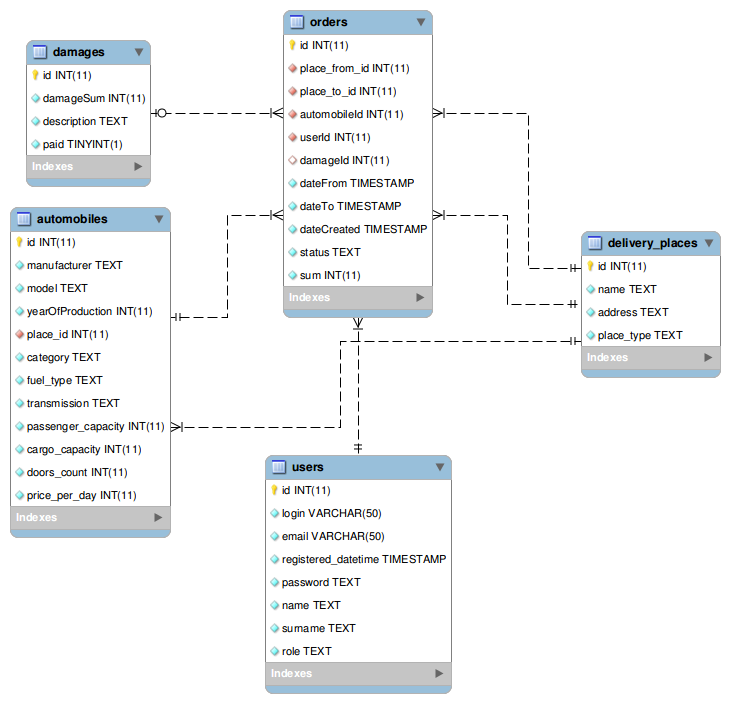 damages
id INT(11)
damageSum INT(11)
description TEXT
paid TINYINT(1)
Indexes
orders
id INT(11)
place_from_id INT(11)
place_to_id INT(11)
automobileId INT(11)
userId INT(11)
damageId INT(11)
dateFrom TIMESTAMP
dateTo TIMESTAMP
dateCreated TIMESTAMP
status TEXT
sum INT(11)
Indexes
automobiles
id INT(11)
manufacturer TEXT
model TEXT
yearOfProduction INT(11)
place_id INT(11)
category TEXT
fuel_type TEXT
transmission TEXT
passenger_capacity INT(11)
cargo_capacity INT(11)
doors_count INT(11)
price_per_day INT(11)
Indexes
delivery_places
id INT(11)
name TEXT
address TEXT
place_type TEXT
Indexes
users
id INT(11)
login VARCHAR(50)
email VARCHAR(50)
registered_datetime TIMESTAMP
password TEXT
name TEXT
surname TEXT
role TEXT
Indexes